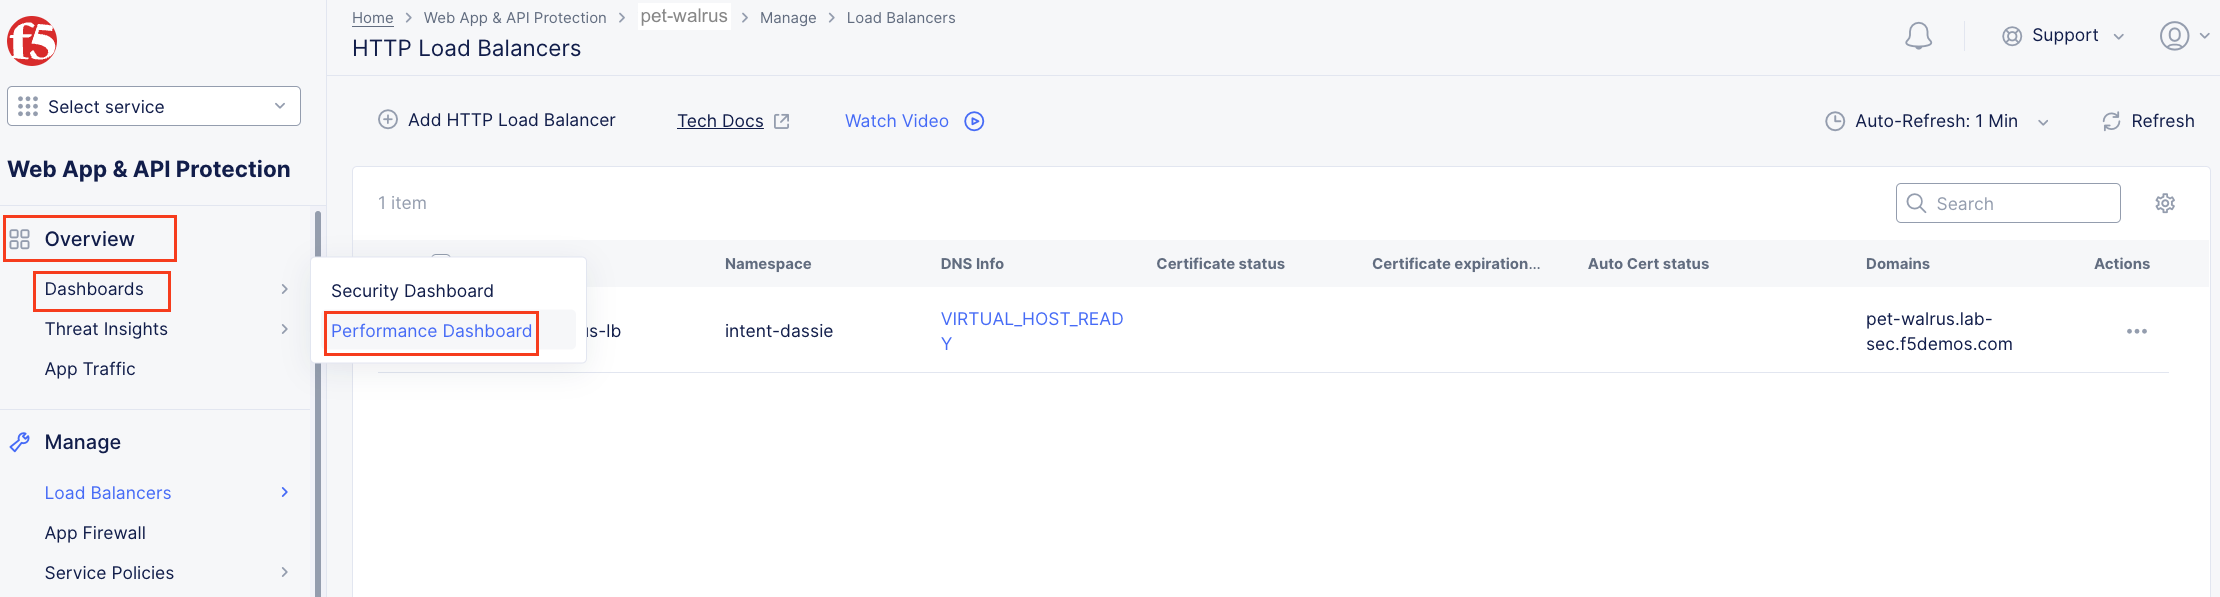 f5
Home > Web App & API Protection > pet-walrus > Manage > Load Balancers
HTTP Load Balancers
Support
Select service
Add HTTP Load Balancer
Tech Docs
Watch Video
Auto-Refresh: 1 Min
Refresh
Web App & API Protection
1 item
Search
Overview
Dashboards
Threat Insights
App Traffic
Manage
Load Balancers
App Firewall
Service Policies
Security Dashboard
Performance Dashboard
Namespace DNS Info Certificate status Certificate expiration... Auto Cert status Domains Actions
s-lb intent-dassie VIRTUAL_HOST_READ pet-walrus.lab-
Y sec.f5demos.com